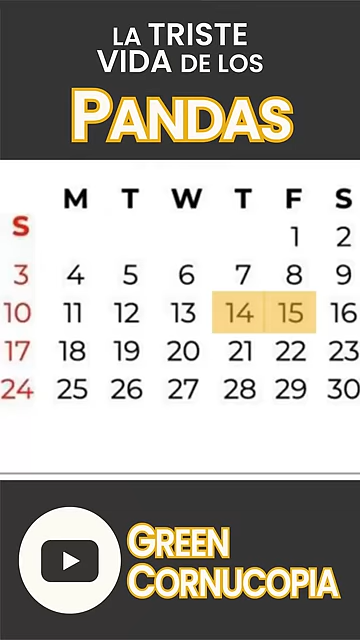 LA TRISTE
VIDA DE LOS
PANDAS
S M T W T F S
1 2
3 4 5 6 7 8 9
10 11 12 13 14 15 16
17 18 19 20 21 22 23
24 25 26 27 28 29 30
GREEN
CORNUCOPIA